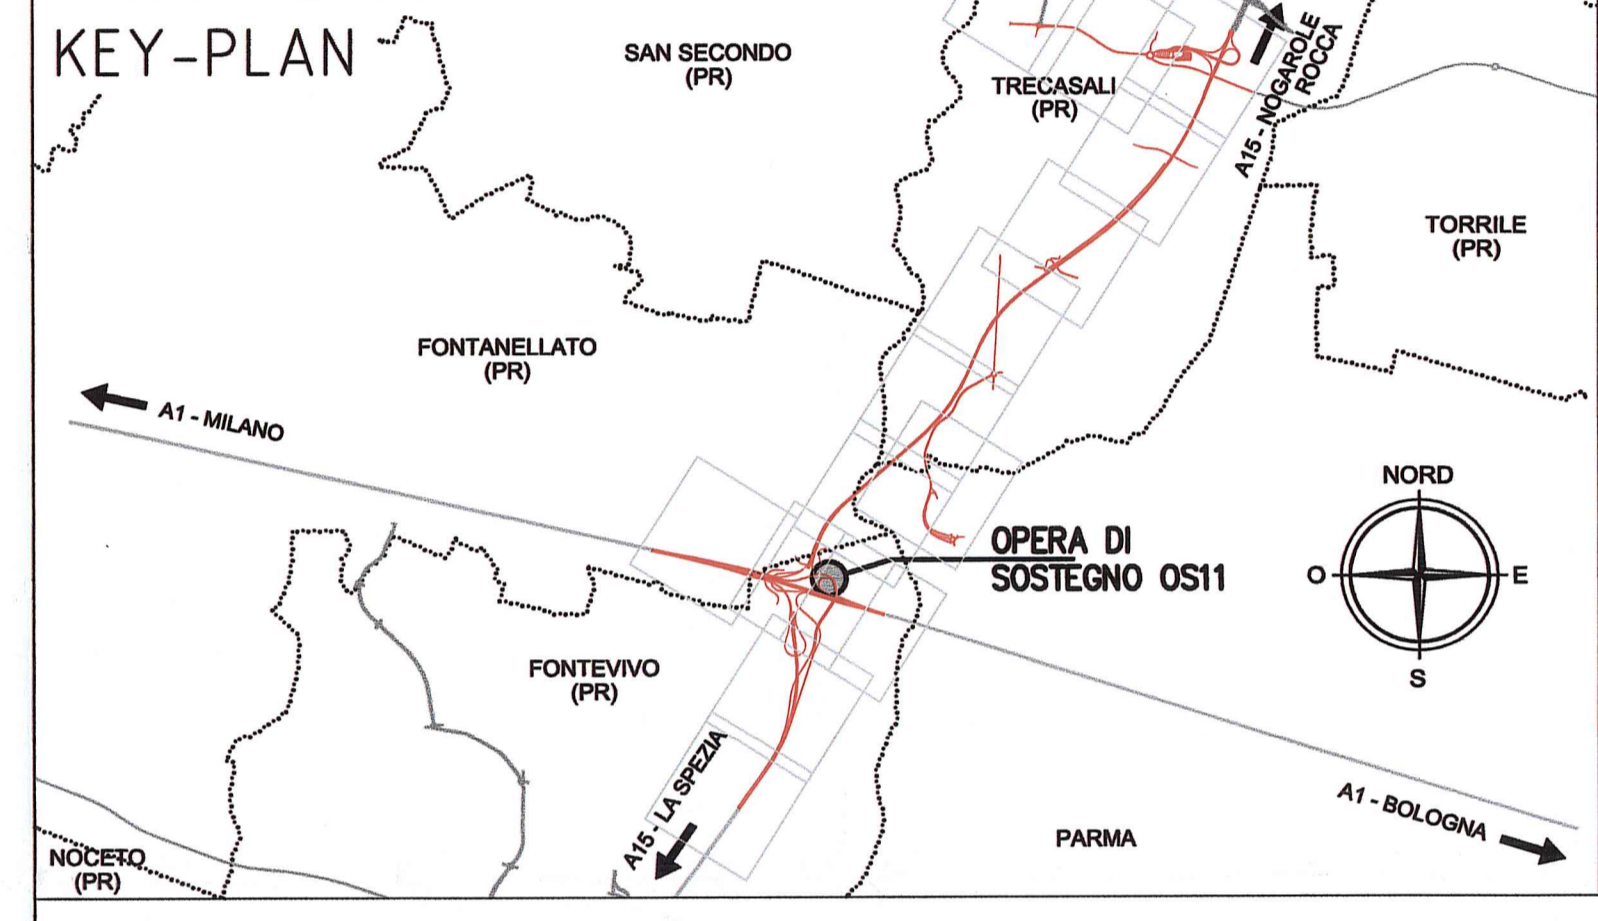 KEY-PLAN
SAN SECONDO
(PR)
TRECASALI
(PR)
A15 - NOGAROLE
ROCCA
TORRILE
(PR)
FONTANELLATO
(PR)
A1 - MILANO
NORD
O
E
S
OPERA DI
SOSTEGNO OS11
FONTEVIVO
(PR)
A15 - LA SPEZIA
A1 - BOLOGNA
PARMA
NOCETO
(PR)